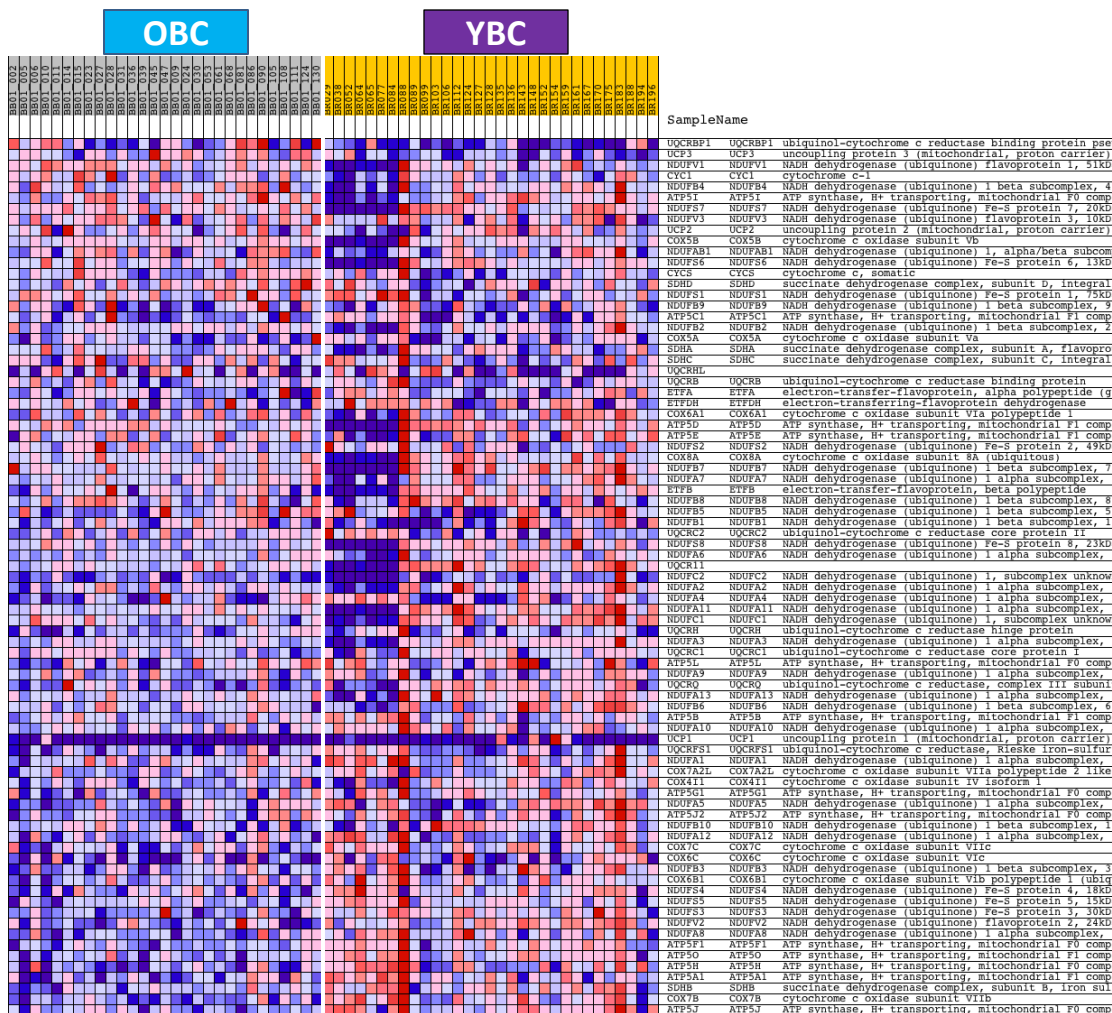 OBC YBC
BB01_002 BB01_005 BB01_006 BB01_010 BB01_011 BB01_014 BB01_015 BB01_023 BB01_027 BB01_028 BB01_031 BB01_036 BB01_039 BB01_045 BB01_047 BB01_009 BB01_024 BB01_030 BB01_053 BB01_061 BB01_068 BB01_081 BB01_086 BB01_090 BB01_105 BB01_108 BB01_111 BB01_124 BB01_130 BR029 BR038 BR052 BR064 BR065 BR077 BR084 BR088 BR089 BR099 BR103 BR106 BR112 BR124 BR127 BR128 BR135 BR136 BR143 BR148 BR152 BR154 BR159 BR161 BR167 BR170 BR175 BR183 BR188 BR194 BR196
SampleName
UQCRBP1 UQCRBP1 ubiquinol-cytochrome c reductase binding protein pse
UCP3 UCP3 uncoupling protein 3 (mitochondrial, proton carrier)
NDUFV1 NDUFV1 NADH dehydrogenase (ubiquinone) flavoprotein 1, 51kD
CYC1 CYC1 cytochrome c-1
NDUFB4 NDUFB4 NADH dehydrogenase (ubiquinone) 1 beta subcomplex, 4
ATP5I ATP5I ATP synthase, H+ transporting, mitochondrial F0 comp
NDUFS7 NDUFS7 NADH dehydrogenase (ubiquinone) Fe-S protein 7, 20kD
NDUFV3 NDUFV3 NADH dehydrogenase (ubiquinone) flavoprotein 3, 10kD
UCP2 UCP2 uncoupling protein 2 (mitochondrial, proton carrier)
COX5B COX5B cytochrome c oxidase subunit Vb
NDUFAB1 NDUFAB1 NADH dehydrogenase (ubiquinone) 1, alpha/beta subcom
NDUFS6 NDUFS6 NADH dehydrogenase (ubiquinone) Fe-S protein 6, 13kD
CYCS CYCS cytochrome c, somatic
SDHD SDHD succinate dehydrogenase complex, subunit D, integral
NDUFS1 NDUFS1 NADH dehydrogenase (ubiquinone) Fe-S protein 1, 75kD
NDUFB9 NDUFB9 NADH dehydrogenase (ubiquinone) 1 beta subcomplex, 9
ATP5C1 ATP5C1 ATP synthase, H+ transporting, mitochondrial F1 comp
NDUFB2 NDUFB2 NADH dehydrogenase (ubiquinone) 1 beta subcomplex, 2
COX5A COX5A cytochrome c oxidase subunit Va
SDHA SDHA succinate dehydrogenase complex, subunit A, flavopro
SDHC SDHC succinate dehydrogenase complex, subunit C, integral
UQCRHL
UQCRB UQCRB ubiquinol-cytochrome c reductase binding protein
ETFA ETFA electron-transfer-flavoprotein, alpha polypeptide (g
ETFDH ETFDH electron-transferring-flavoprotein dehydrogenase
COX6A1 COX6A1 cytochrome c oxidase subunit VIa polypeptide 1
ATP5D ATP5D ATP synthase, H+ transporting, mitochondrial F1 comp
ATP5E ATP5E ATP synthase, H+ transporting, mitochondrial F1 comp
NDUFS2 NDUFS2 NADH dehydrogenase (ubiquinone) Fe-S protein 2, 49kD
COX8A COX8A cytochrome c oxidase subunit 8A (ubiquitous)
NDUFB7 NDUFB7 NADH dehydrogenase (ubiquinone) 1 beta subcomplex, 7
NDUFA7 NDUFA7 NADH dehydrogenase (ubiquinone) 1 alpha subcomplex,
ETFB ETFB electron-transfer-flavoprotein, beta polypeptide
NDUFB8 NDUFB8 NADH dehydrogenase (ubiquinone) 1 beta subcomplex, 8
NDUFB5 NDUFB5 NADH dehydrogenase (ubiquinone) 1 beta subcomplex, 5
NDUFB1 NDUFB1 NADH dehydrogenase (ubiquinone) 1 beta subcomplex, 1
UQCRC2 UQCRC2 ubiquinol-cytochrome c reductase core protein II
NDUFS8 NDUFS8 NADH dehydrogenase (ubiquinone) Fe-S protein 8, 23kD
NDUFA6 NDUFA6 NADH dehydrogenase (ubiquinone) 1 alpha subcomplex,
UQCR11
NDUFC2 NDUFC2 NADH dehydrogenase (ubiquinone) 1, subcomplex unknow
NDUFA2 NDUFA2 NADH dehydrogenase (ubiquinone) 1 alpha subcomplex,
NDUFA4 NDUFA4 NADH dehydrogenase (ubiquinone) 1 alpha subcomplex,
NDUFA11 NDUFA11 NADH dehydrogenase (ubiquinone) 1 alpha subcomplex,
NDUFC1 NDUFC1 NADH dehydrogenase (ubiquinone) 1, subcomplex unknow
UQCRH UQCRH ubiquinol-cytochrome c reductase hinge protein
NDUFA3 NDUFA3 NADH dehydrogenase (ubiquinone) 1 alpha subcomplex,
UQCRC1 UQCRC1 ubiquinol-cytochrome c reductase core protein I
ATP5L ATP5L ATP synthase, H+ transporting, mitochondrial F0 comp
NDUFA9 NDUFA9 NADH dehydrogenase (ubiquinone) 1 alpha subcomplex,
UQCRQ UQCRQ ubiquinol-cytochrome c reductase, complex III subuni
NDUFA13 NDUFA13 NADH dehydrogenase (ubiquinone) 1 alpha subcomplex,
NDUFB6 NDUFB6 NADH dehydrogenase (ubiquinone) 1 beta subcomplex, 6
ATP5B ATP5B ATP synthase, H+ transporting, mitochondrial F1 comp
NDUFA10 NDUFA10 NADH dehydrogenase (ubiquinone) 1 alpha subcomplex,
UCP1 UCP1 uncoupling protein 1 (mitochondrial, proton carrier)
UQCRFS1 UQCRFS1 ubiquinol-cytochrome c reductase, Rieske iron-sulfur
NDUFA1 NDUFA1 NADH dehydrogenase (ubiquinone) 1 alpha subcomplex,
COX7A2L COX7A2L cytochrome c oxidase subunit VIIa polypeptide 2 like
COX4I1 COX4I1 cytochrome c oxidase subunit IV isoform 1
ATP5G1 ATP5G1 ATP synthase, H+ transporting, mitochondrial F0 comp
NDUFA5 NDUFA5 NADH dehydrogenase (ubiquinone) 1 alpha subcomplex,
ATP5J2 ATP5J2 ATP synthase, H+ transporting, mitochondrial F0 comp
NDUFB10 NDUFB10 NADH dehydrogenase (ubiquinone) 1 beta subcomplex, 1
NDUFA12 NDUFA12 NADH dehydrogenase (ubiquinone) 1 alpha subcomplex,
COX7C COX7C cytochrome c oxidase subunit VIIc
COX6C COX6C cytochrome c oxidase subunit VIc
NDUFB3 NDUFB3 NADH dehydrogenase (ubiquinone) 1 beta subcomplex, 3
COX6B1 COX6B1 cytochrome c oxidase subunit VIb polypeptide 1 (ubiq
NDUFS4 NDUFS4 NADH dehydrogenase (ubiquinone) Fe-S protein 4, 18kD
NDUFS5 NDUFS5 NADH dehydrogenase (ubiquinone) Fe-S protein 5, 15kD
NDUFS3 NDUFS3 NADH dehydrogenase (ubiquinone) Fe-S protein 3, 30kD
NDUFV2 NDUFV2 NADH dehydrogenase (ubiquinone) flavoprotein 2, 24kD
NDUFA8 NDUFA8 NADH dehydrogenase (ubiquinone) 1 alpha subcomplex,
ATP5F1 ATP5F1 ATP synthase, H+ transporting, mitochondrial F0 comp
ATP5O ATP5O ATP synthase, H+ transporting, mitochondrial F1 comp
ATP5H ATP5H ATP synthase, H+ transporting, mitochondrial F0 comp
ATP5A1 ATP5A1 ATP synthase, H+ transporting, mitochondrial F1 comp
SDHB SDHB succinate dehydrogenase complex, subunit B, iron sul
COX7B COX7B cytochrome c oxidase subunit VIIb
ATP5J ATP5J ATP synthase, H+ transporting, mitochondrial F0 comp